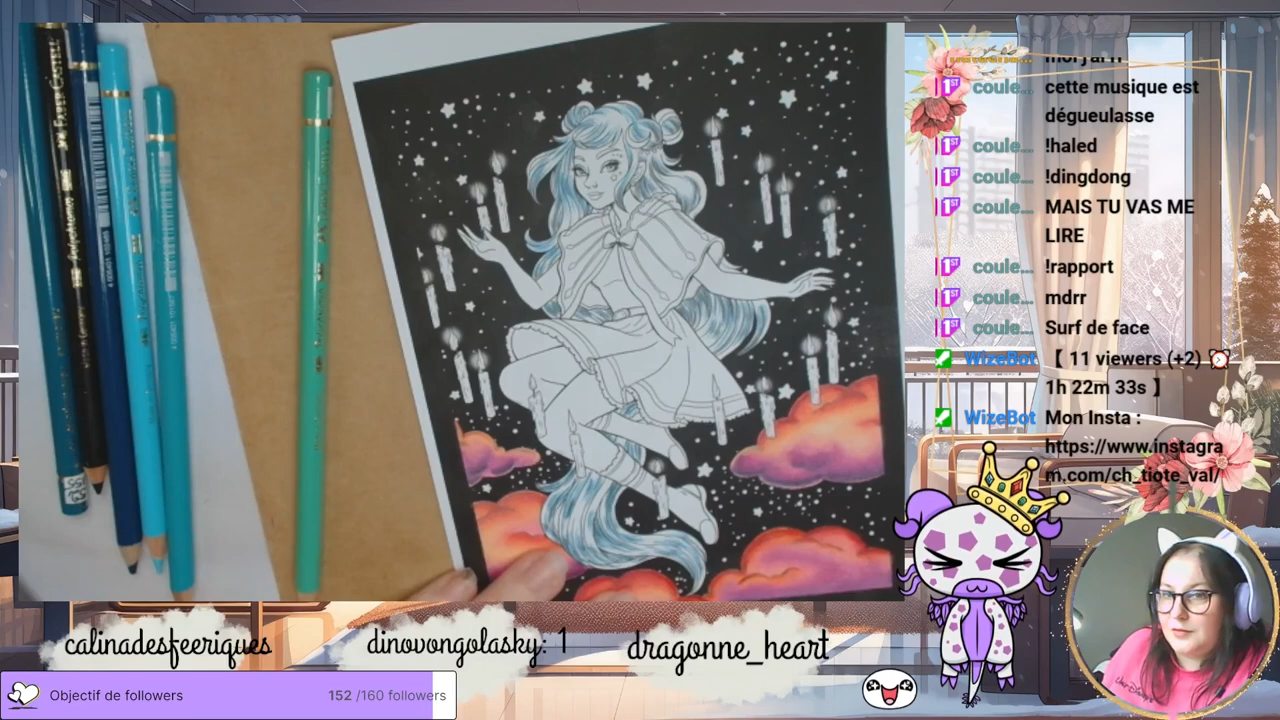 cette musique est
dégueulasse
coule...
!haled
coule...
!dingdong
coule...
MAIS TU VAS ME
LIRE
coule...
!rapport
coule...
mdrr
coule...
Surf de face
coule...
WizeBot
【 11 viewers (+2) ⏰
1h 22m 33s 】
WizeBot
Mon Insta :
https://www.instagra
m.com/ch_tiote_val/
calinadesfeeriques
dinovongolasky: 1
dragonne_heart
Objectif de followers
152 /160 followers